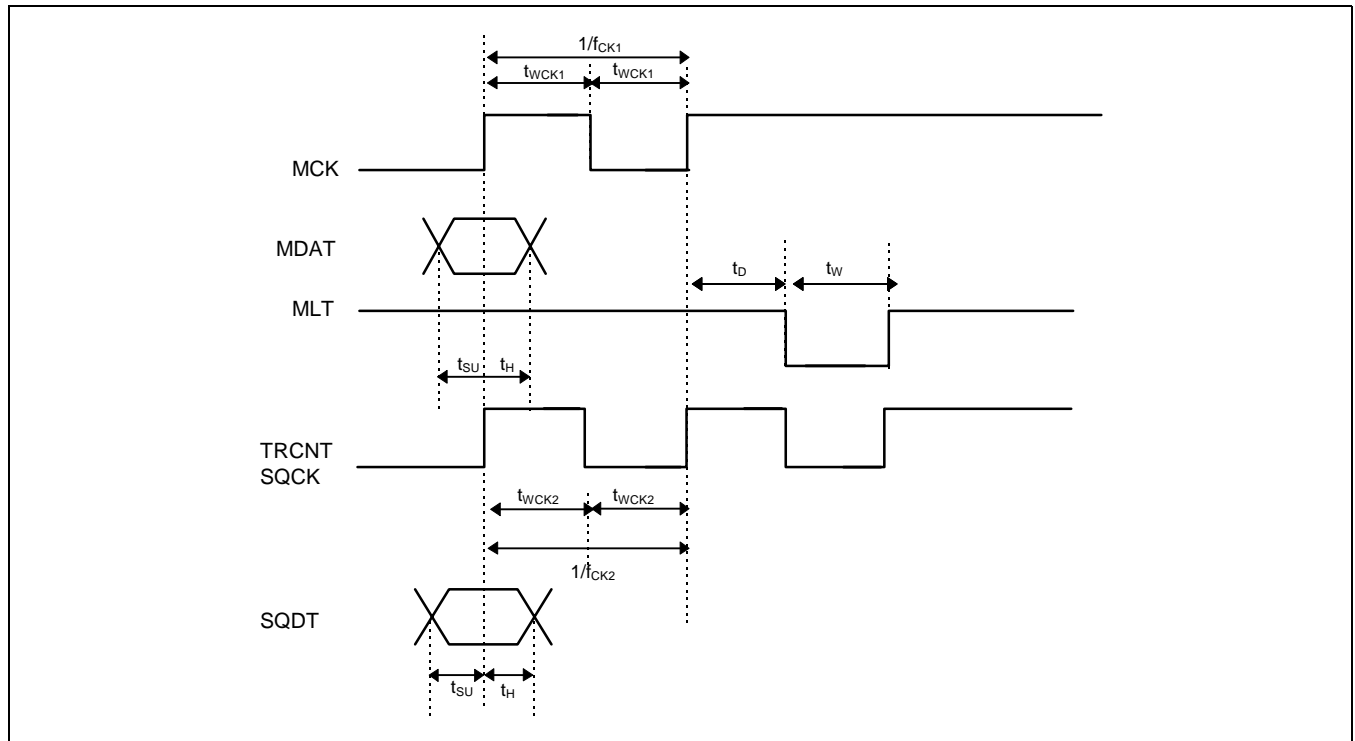 1/fCK1
tWCK1 tWCK1
MCK
MDAT
tD tW
MLT
tSU tH
TRCNT
SQCK
tWCK2 tWCK2
1/fCK2
SQDT
tSU tH